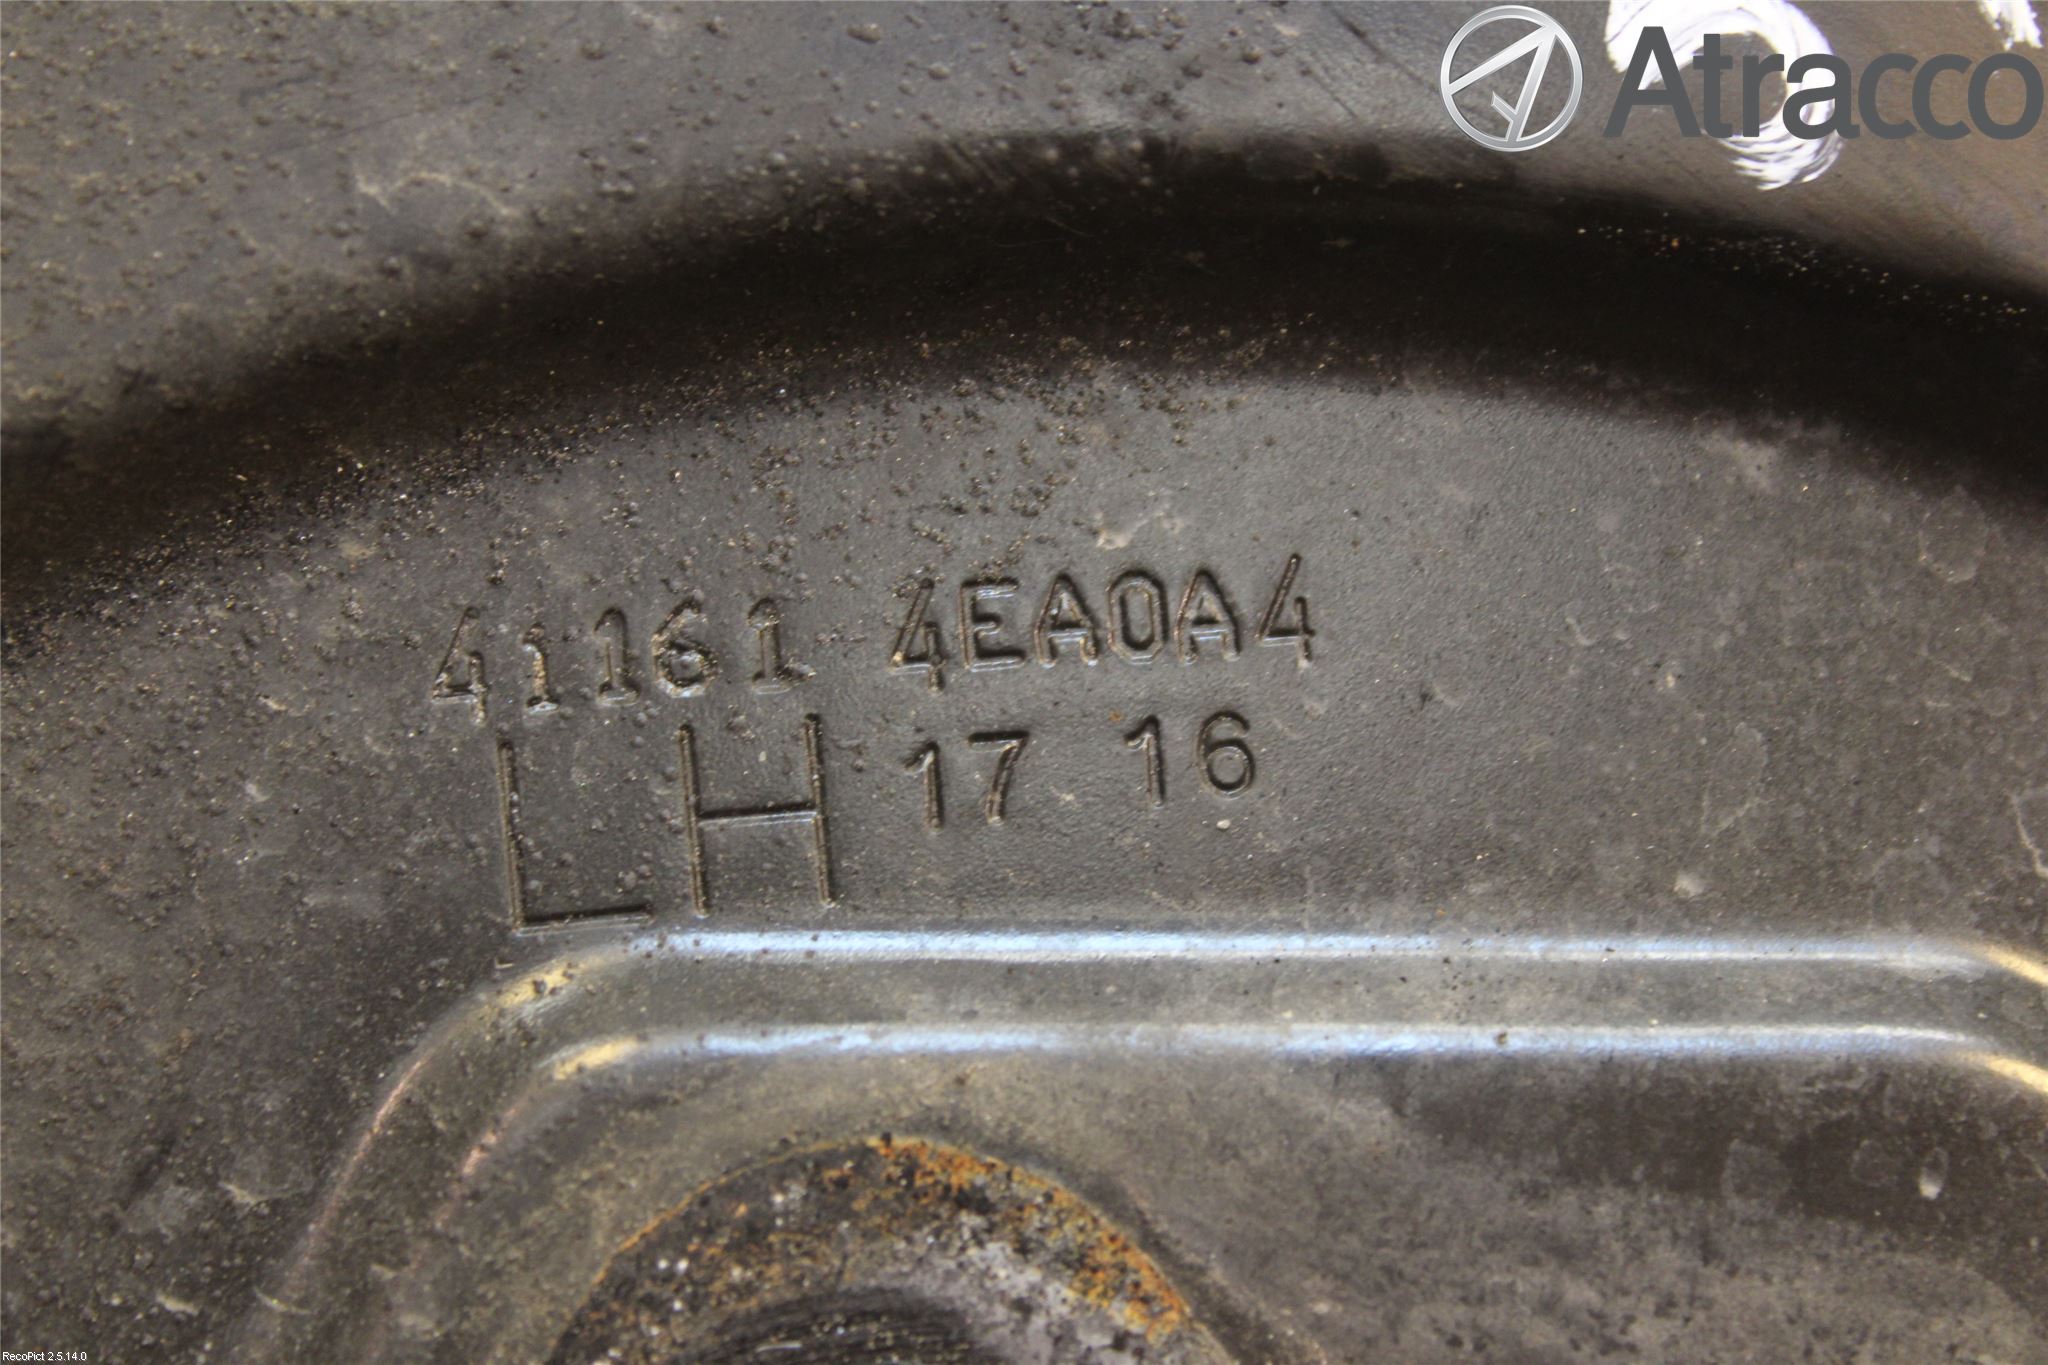 Atracco
41161 4EA0A4
LH 17 16
RecoPict 2.5.14.0